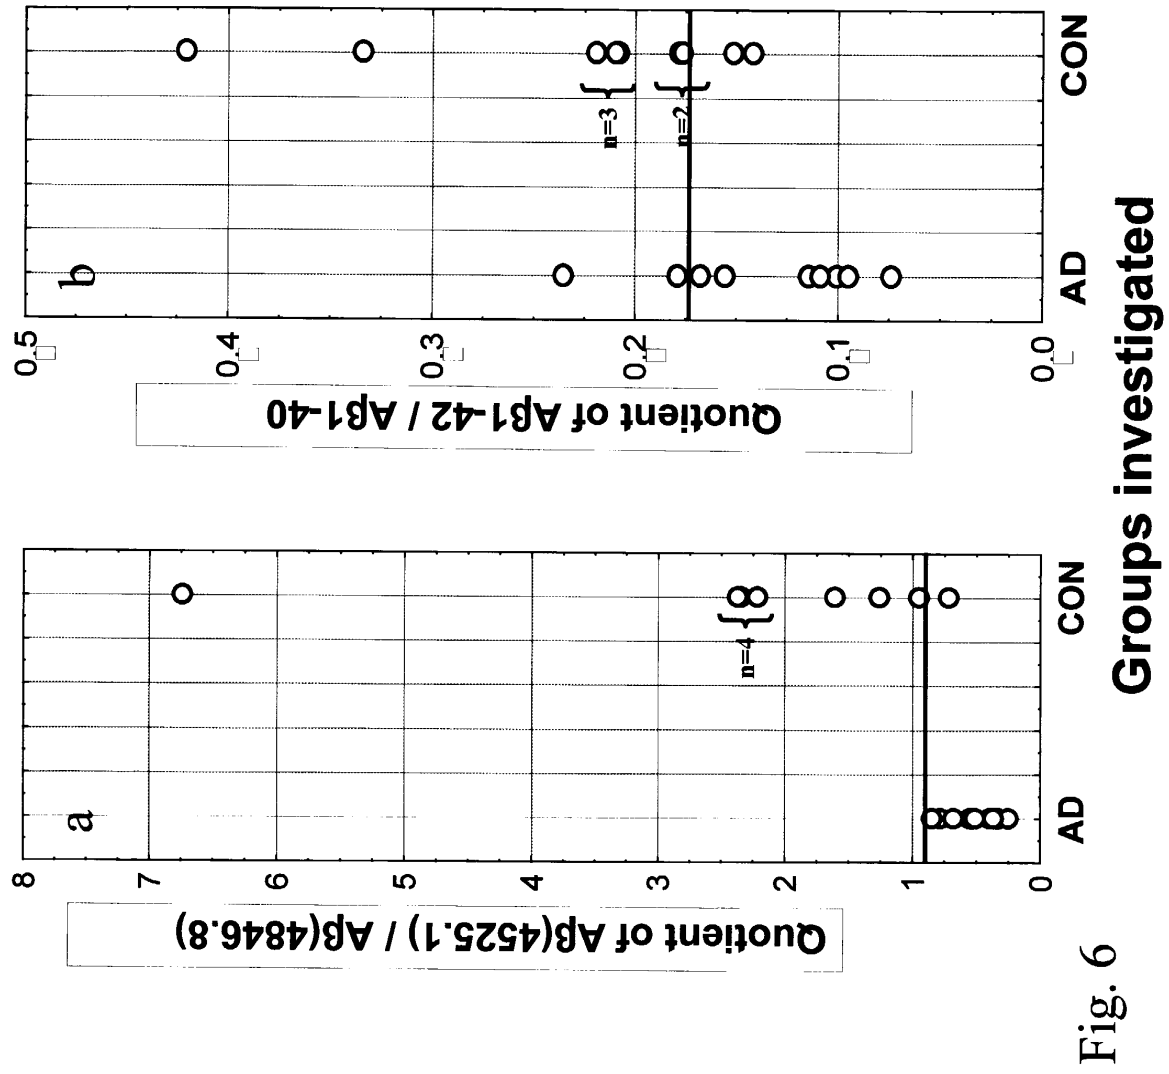 a
Quotient of Aβ(4525.1) / Aβ(4846.8)
8
7
6
5
4
3
2
1
0
n=4
AD
CON
b
Quotient of Aβ1-42 / Aβ1-40
0.5
0.4
0.3
0.2
0.1
0.0
n=3
n=2
AD
CON
Groups investigated
Fig. 6